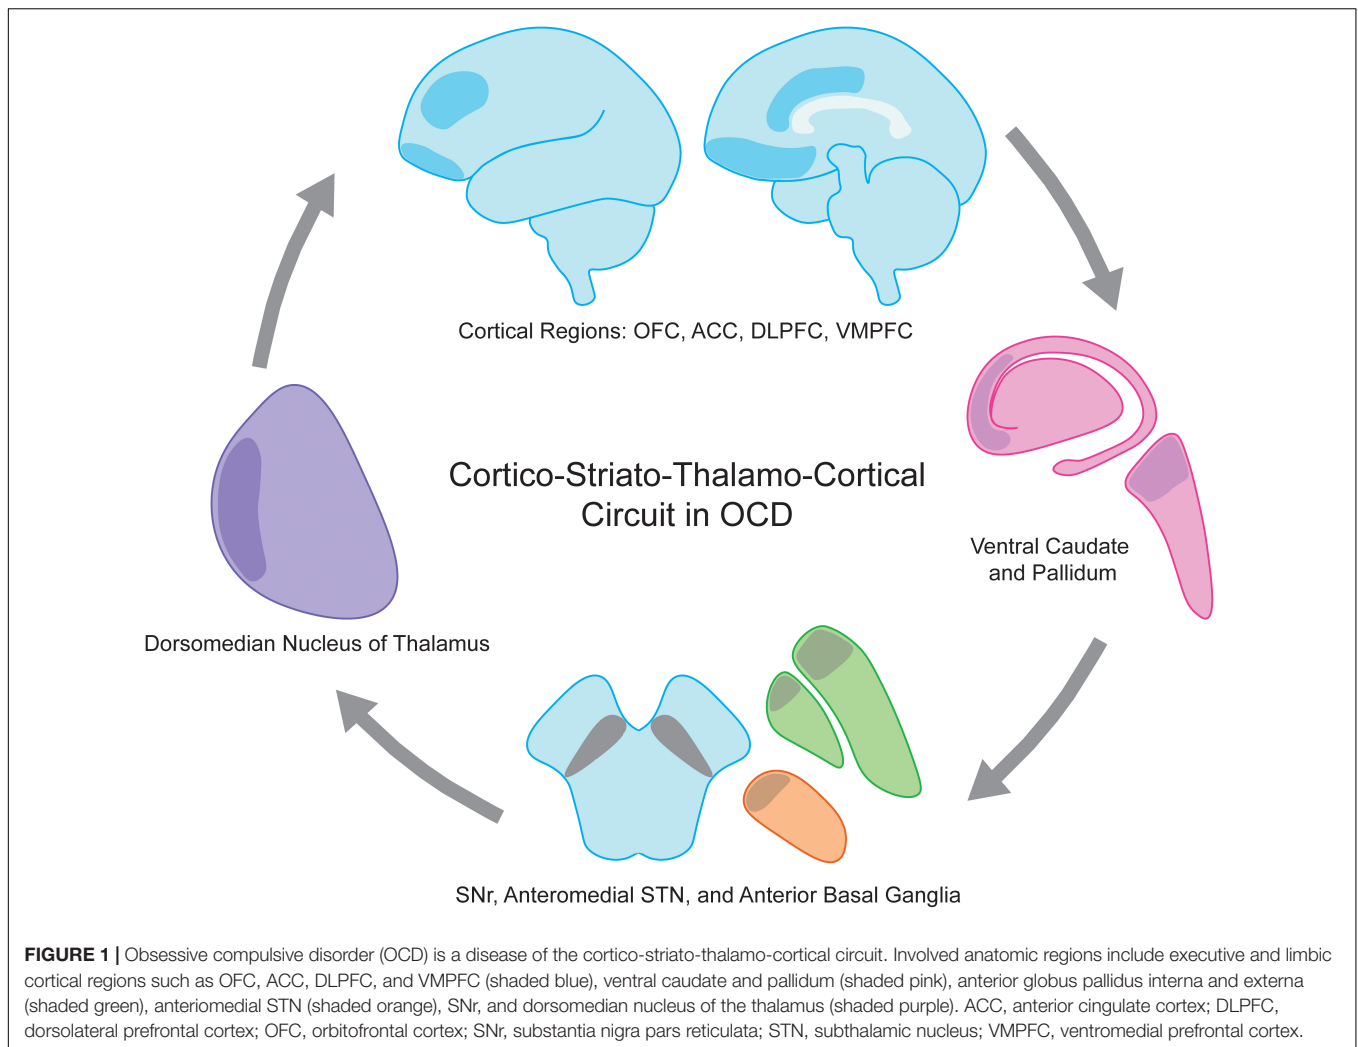 Cortical Regions: OFC, ACC, DLPFC, VMPFC
Cortico-Striato-Thalamo-Cortical
Circuit in OCD
Ventral Caudate
and Pallidum
Dorsomedian Nucleus of Thalamus
SNr, Anteromedial STN, and Anterior Basal Ganglia
FIGURE 1 | Obsessive compulsive disorder (OCD) is a disease of the cortico-striato-thalamo-cortical circuit. Involved anatomic regions include executive and limbic
cortical regions such as OFC, ACC, DLPFC, and VMPFC (shaded blue), ventral caudate and pallidum (shaded pink), anterior globus pallidus interna and externa
(shaded green), anteriomedial STN (shaded orange), SNr, and dorsomedian nucleus of the thalamus (shaded purple). ACC, anterior cingulate cortex; DLPFC,
dorsolateral prefrontal cortex; OFC, orbitofrontal cortex; SNr, substantia nigra pars reticulata; STN, subthalamic nucleus; VMPFC, ventromedial prefrontal cortex.